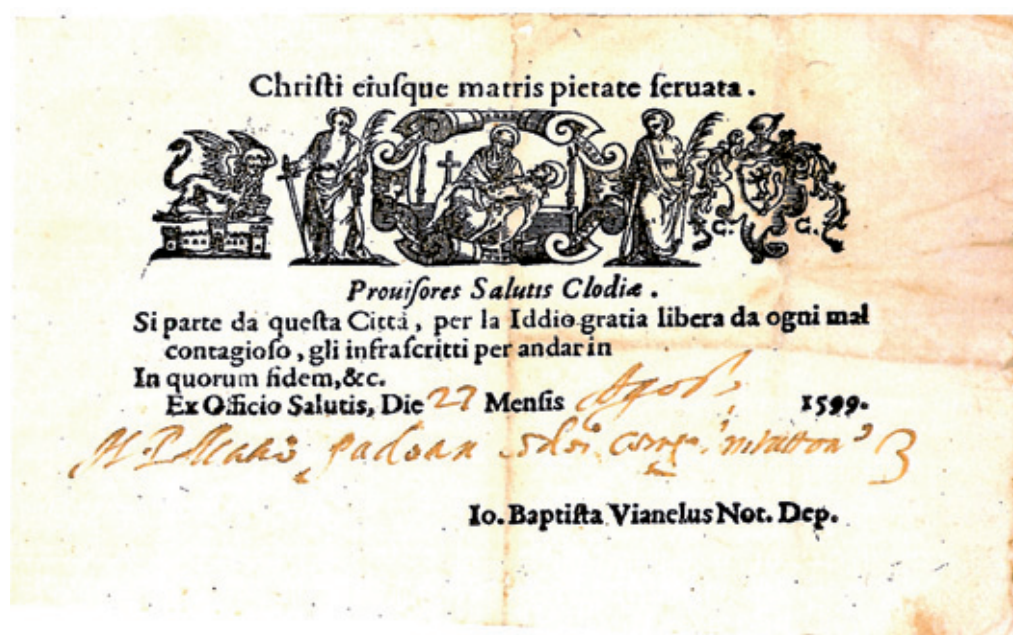 Christi eiusque matris pietate seruata.
C. G.
Prouisores Salutis Clodiæ.
Si parte da questa Città, per la Iddio gratia libera da ogni mal
contagioso, gli infrascritti per andar in
In quorum fidem, &c.
Ex Officio Salutis, Die 27 Mensis Agos. 1599.
padoan
Io. Baptista Vianelus Not. Dep.